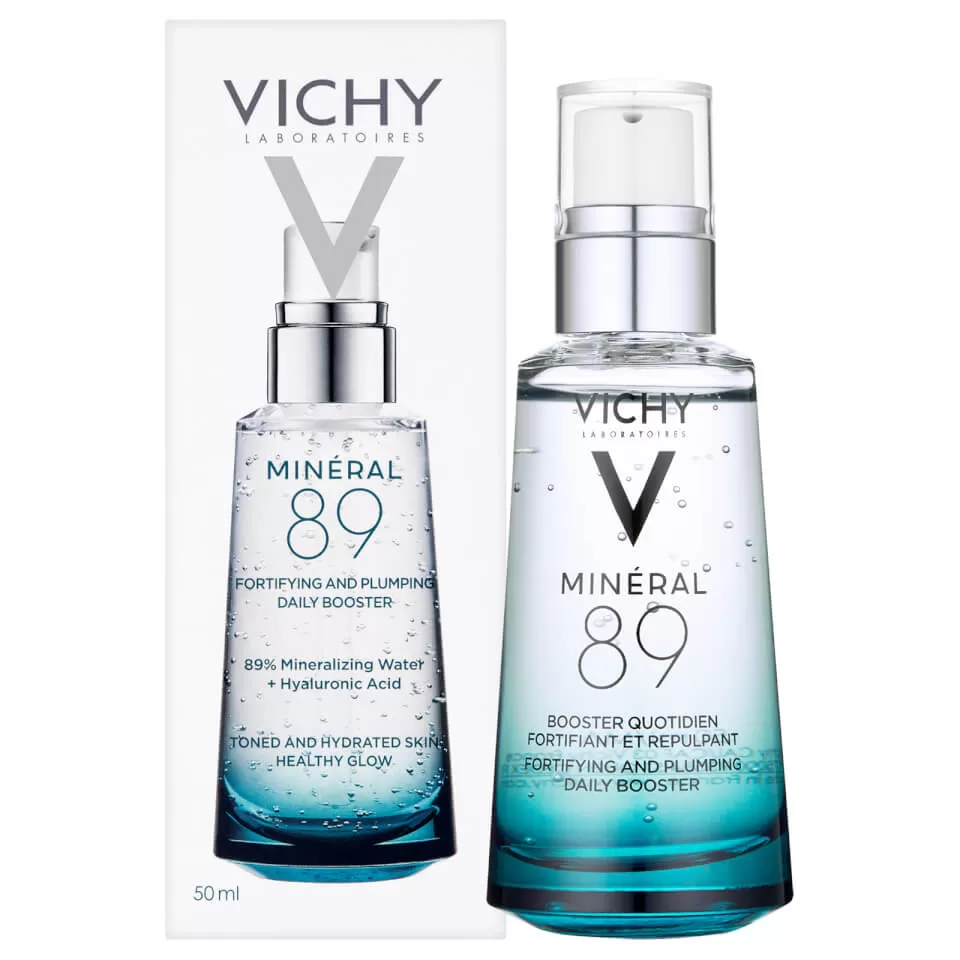 VICHY
LABORATOIRES
MINÉRAL
89
FORTIFYING AND PLUMPING
DAILY BOOSTER
89% Mineralizing Water
+ Hyaluronic Acid
TONED AND HYDRATED SKIN
HEALTHY GLOW
50 ml
VICHY
LABORATOIRES
MINÉRAL
89
BOOSTER QUOTIDIEN
FORTIFIANT ET REPULPANT
FORTIFYING AND PLUMPING
DAILY BOOSTER